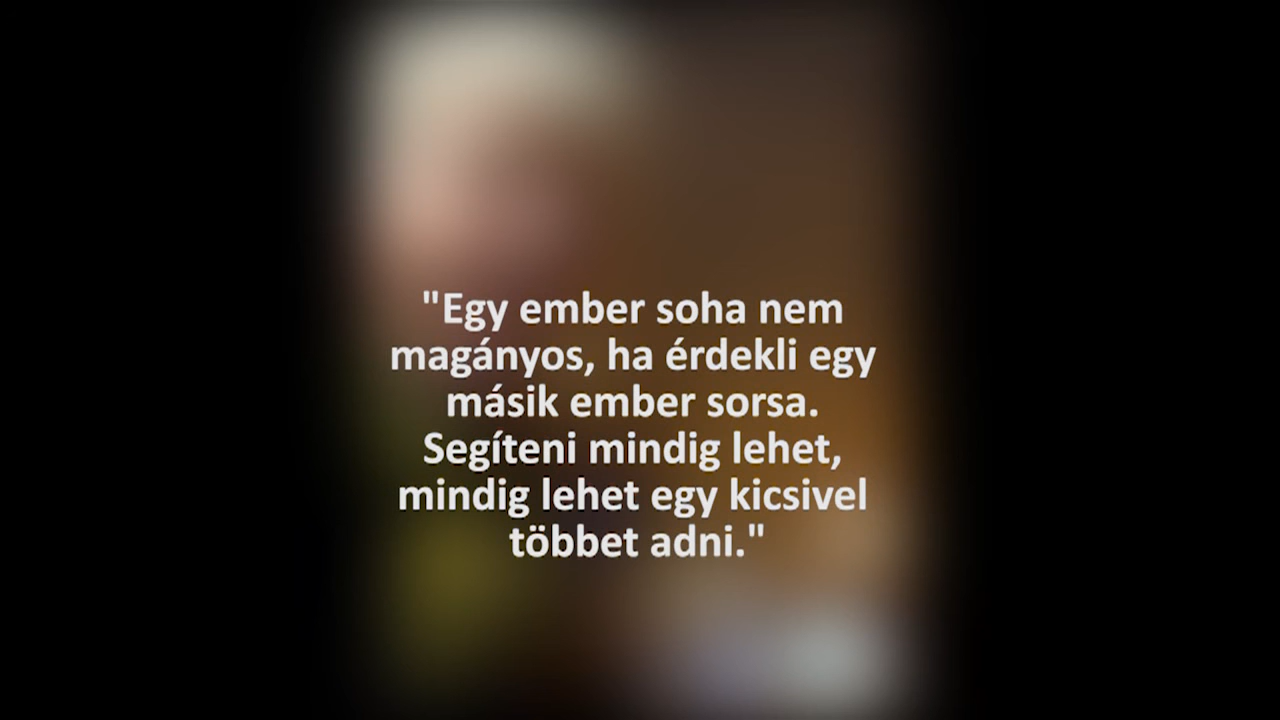 "Egy ember soha nem
magányos, ha érdekli egy
másik ember sorsa.
Segíteni mindig lehet,
mindig lehet egy kicsivel
többet adni."